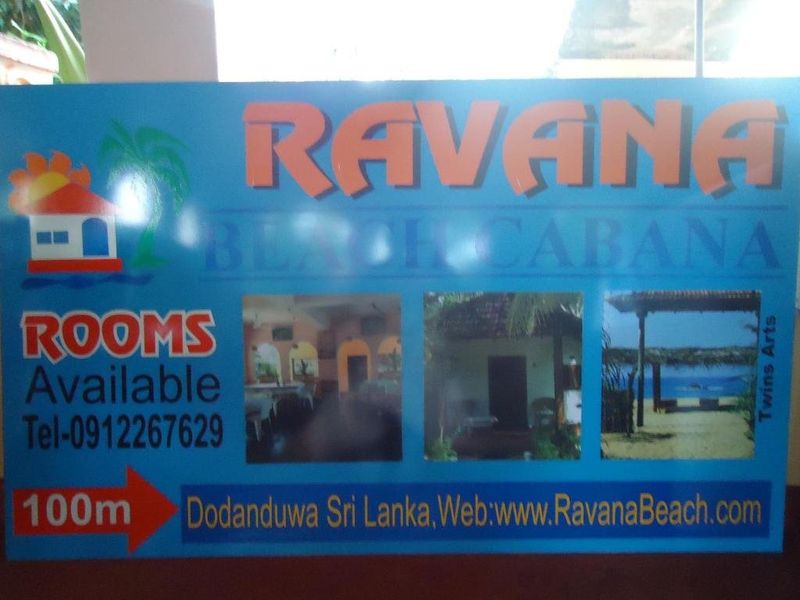 RAVANA
BEACH CABANA
ROOMS
Available
Tel-0912267629
Twins Arts
100m
Dodanduwa Sri Lanka,Web:www.RavanaBeach.com